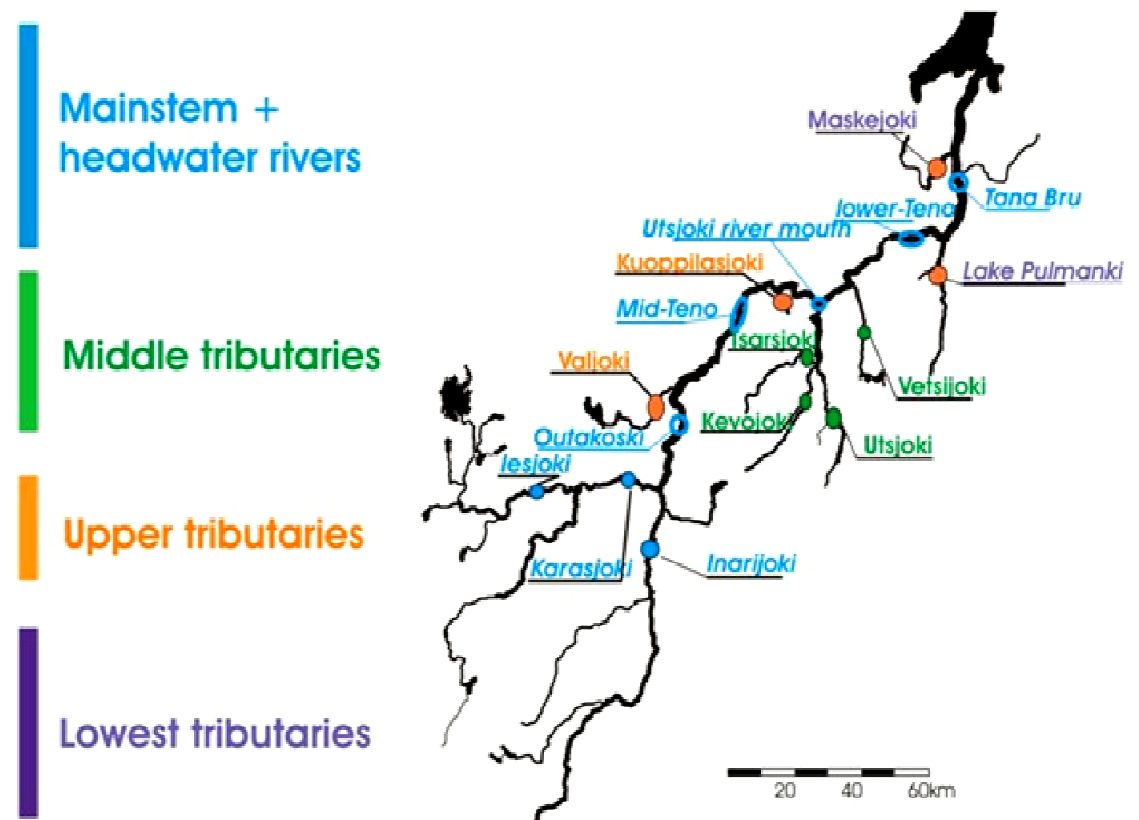 Mainstem +
headwater rivers
Middle tributaries
Upper tributaries
Lowest tributaries
Maskejoki
Tana Bru
lower-Teno
Utsjoki river mouth
Kuoppilasjoki
Lake Pulmanki
Mid-Teno
Tsarsjoki
Valjoki
Vetsijoki
Kevojoki
Outakoski
Utsjoki
Iesjoki
Karasjoki
Inarijoki
20 40 60km